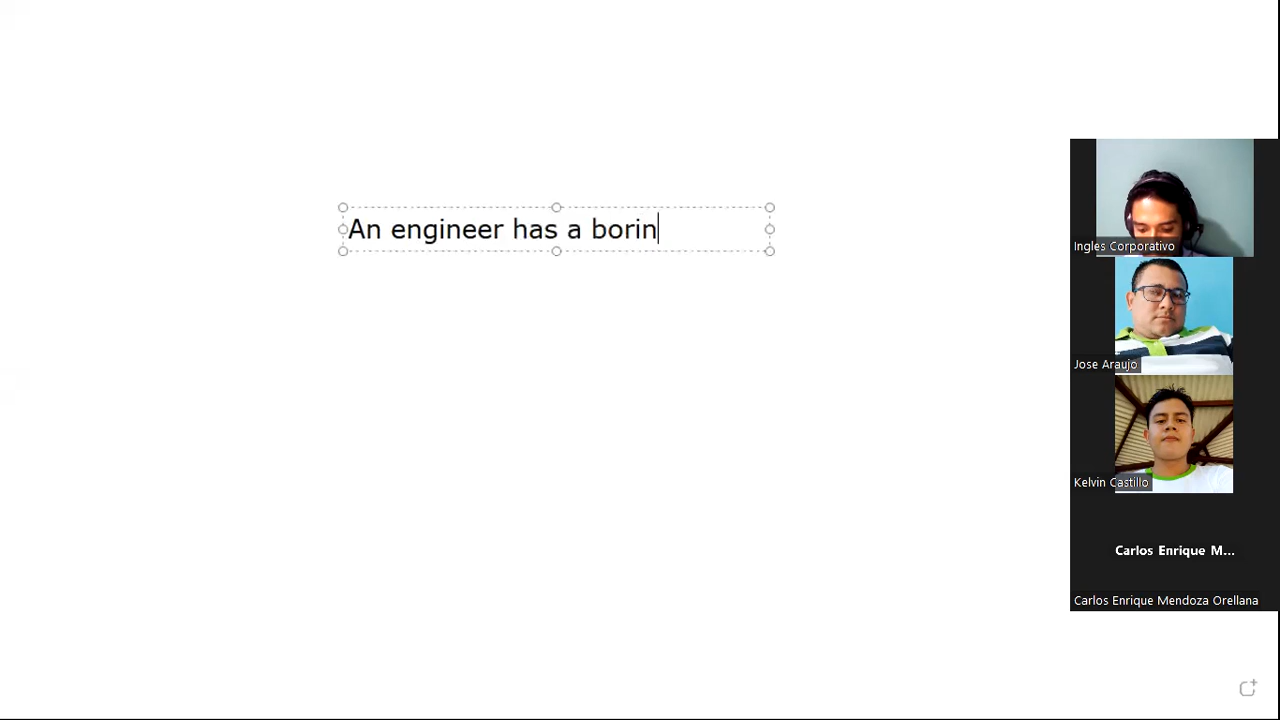 An engineer has a borin
Ingles Corporativo
Jose Araujo
Kelvin Castillo
Carlos Enrique M...
Carlos Enrique Mendoza Orellana